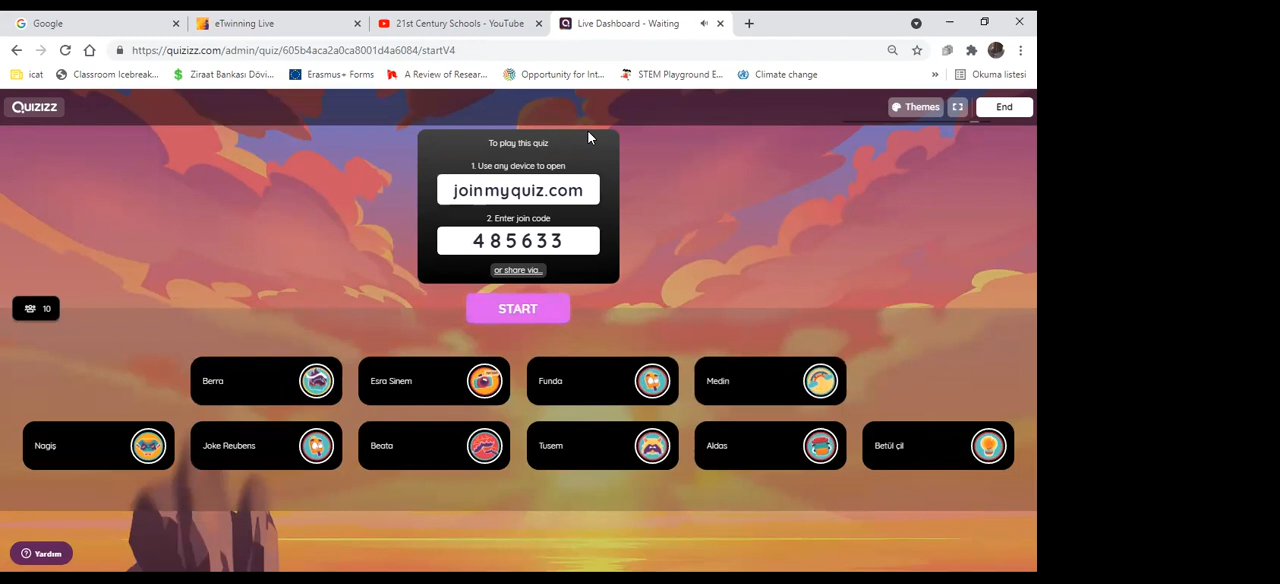 Google
eTwinning Live
21st Century Schools - YouTube
Live Dashboard - Waiting
https://quizizz.com/admin/quiz/605b4aca2a0ca8001d4a6084/startV4
icat
Classroom Icebreak...
Ziraat Bankası Dövi...
Erasmus+ Forms
A Review of Resear...
Opportunity for Int...
STEM Playground E...
Climate change
»
Okuma listesi
QUIZIZZ
Themes
End
To play this quiz
1. Use any device to open
joinmyquiz.com
2. Enter join code
485633
or share via...
START
10
Berra
Esra Sinem
Funda
Medin
Nagiş
Joke Reubens
Beata
Tusem
Aldas
Betül çil
Yardım